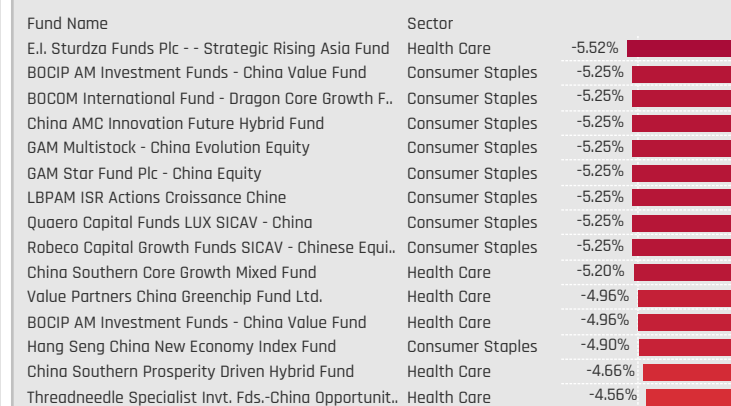 Fund Name Sector
E.I. Sturdza Funds Plc - - Strategic Rising Asia Fund Health Care -5.52%
BOCIP AM Investment Funds - China Value Fund Consumer Staples -5.25%
BOCOM International Fund - Dragon Core Growth F.. Consumer Staples -5.25%
China AMC Innovation Future Hybrid Fund Consumer Staples -5.25%
GAM Multistock - China Evolution Equity Consumer Staples -5.25%
GAM Star Fund Plc - China Equity Consumer Staples -5.25%
LBPAM ISR Actions Croissance Chine Consumer Staples -5.25%
Quaero Capital Funds LUX SICAV - China Consumer Staples -5.25%
Robeco Capital Growth Funds SICAV - Chinese Equi.. Consumer Staples -5.25%
China Southern Core Growth Mixed Fund Health Care -5.20%
Value Partners China Greenchip Fund Ltd. Health Care -4.96%
BOCIP AM Investment Funds - China Value Fund Health Care -4.96%
Hang Seng China New Economy Index Fund Consumer Staples -4.90%
China Southern Prosperity Driven Hybrid Fund Health Care -4.66%
Threadneedle Specialist Invt. Fds.-China Opportunit.. Health Care -4.56%